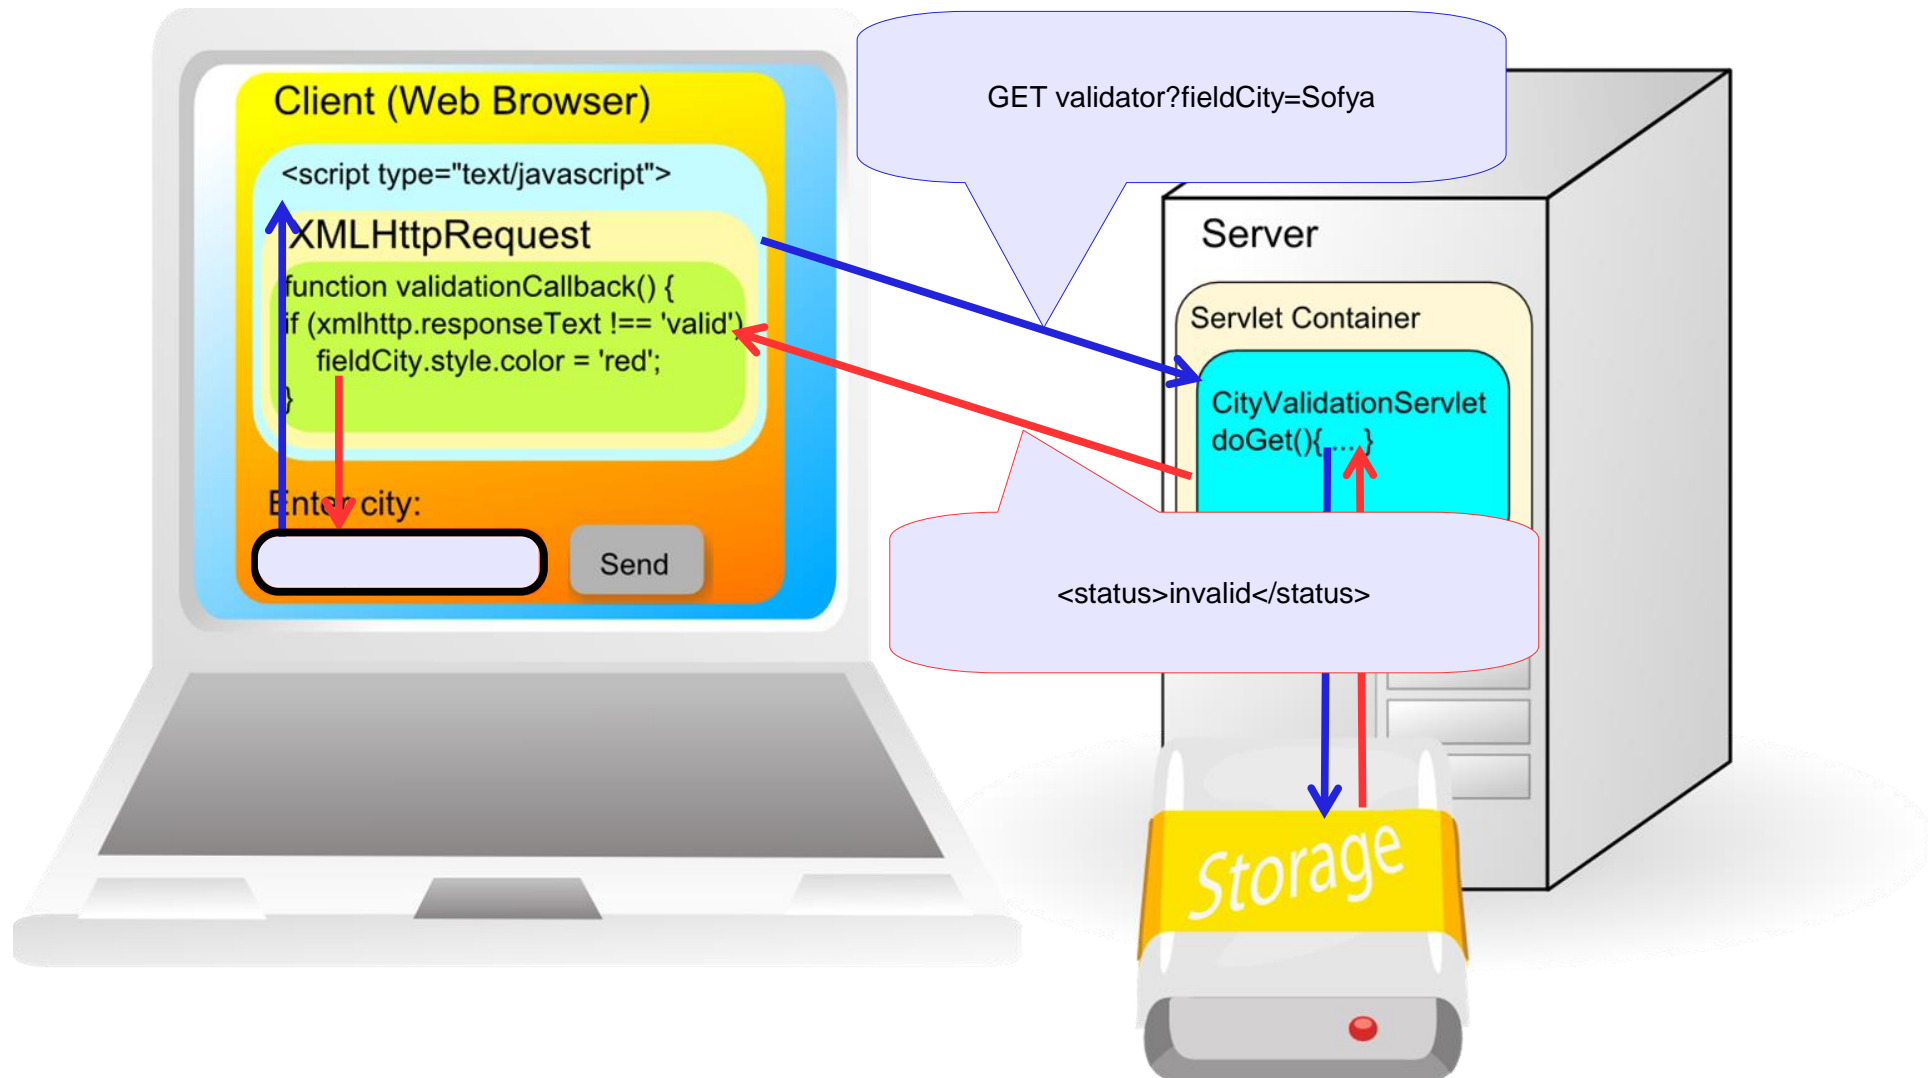 Client (Web Browser)
<script type="text/javascript">
XMLHttpRequest
function validationCallback() {
if (xmlhttp.responseText !== 'valid')
fieldCity.style.color = 'red';
}
Enter city:
Send
GET validator?fieldCity=Sofya
Server
Servlet Container
CityValidationServlet
doGet(){ ... }
<status>invalid</status>
Storage